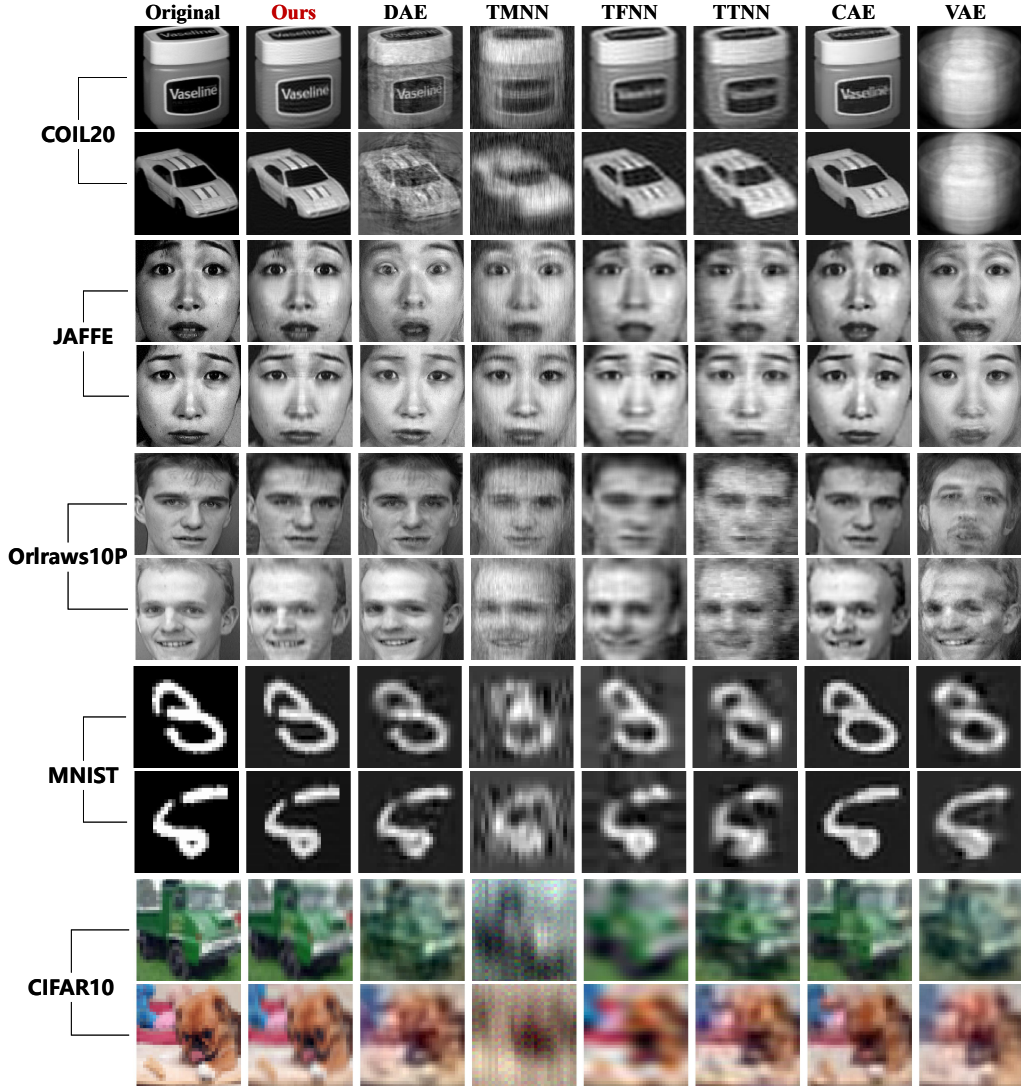 Original Ours DAE TMNN TFNN TTNN CAE VAE
Vaseline Vaseline Vaseline Vaseline
COIL20
JAFFE
Orlraws10P
MNIST
CIFAR10